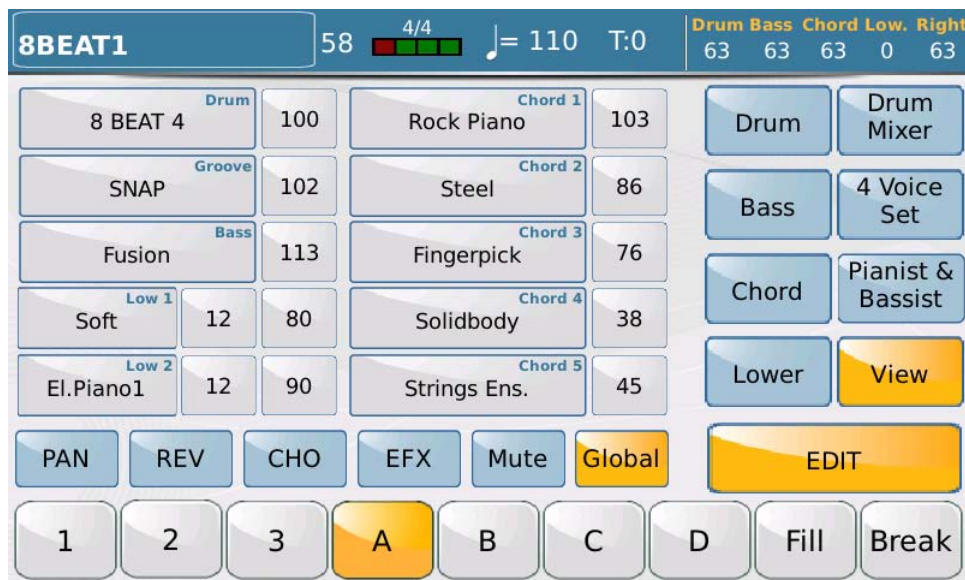 8BEAT1 58 4/4 = 110 T:0 Drum Bass Chord Low. Right
63 63 63 0 63
Drum
8 BEAT 4 100
Chord 1
Rock Piano 103
Groove
SNAP 102
Chord 2
Steel 86
Bass
Fusion 113
Chord 3
Fingerpick 76
Low 1
Soft 12 80
Chord 4
Solidbody 38
Low 2
El.Piano1 12 90
Chord 5
Strings Ens. 45
Drum
Drum
Mixer
Bass
4 Voice
Set
Chord
Pianist &
Bassist
Lower
View
PAN REV CHO EFX Mute Global EDIT
1 2 3 A B C D Fill Break